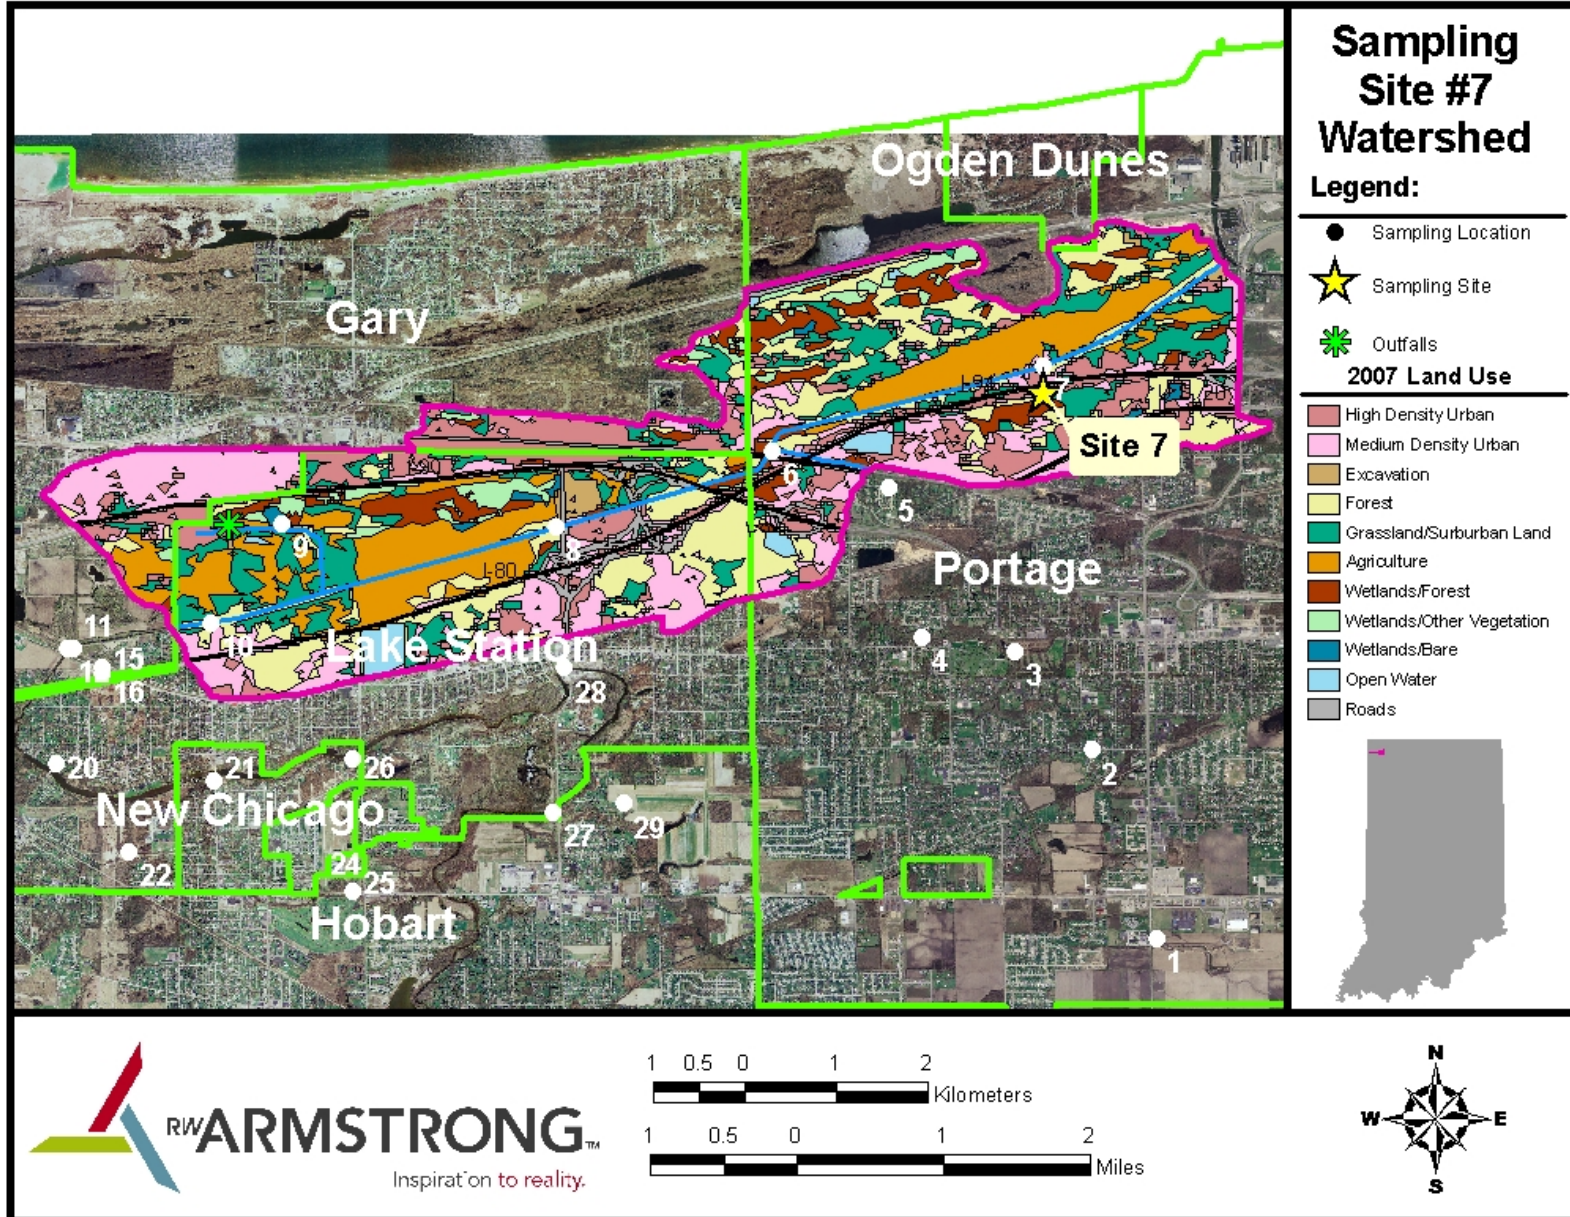 Sampling
Site #7
Watershed
Legend:
Sampling Location
Sampling Site
Outfalls
2007 Land Use
High Density Urban
Medium Density Urban
Excavation
Forest
Grassland/Surburban Land
Agriculture
Wetlands/Forest
Wetlands/Other Vegetation
Wetlands/Bare
Open Water
Roads
Ogden Dunes
Gary
Site 7
6
5
9
8
I-80
Portage
10
Lake Station
11
15
16
28
4
3
20
21
26
2
New Chicago
27
29
22
24
25
Hobart
1
RW ARMSTRONG TM
Inspiration to reality.
1 0.5 0 1 2
Kilometers
1 0.5 0 1 2
Miles
N
W E
S